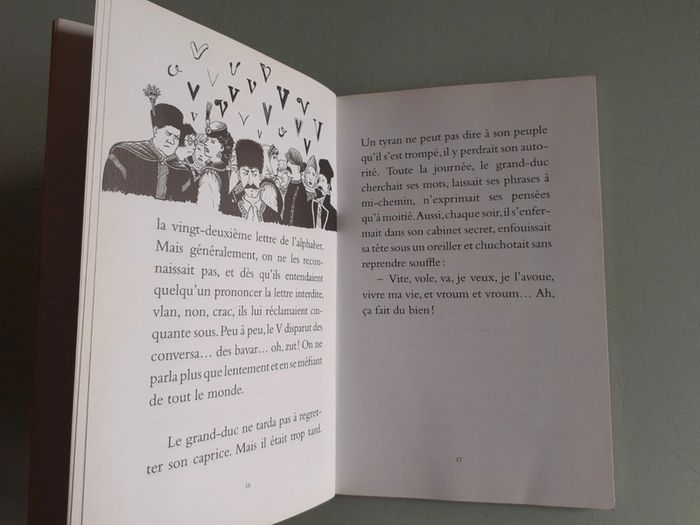 la vingt-deuxième lettre de l'alphabet.
Mais généralement, on ne les recon-
naissait pas, et dès qu'ils entendaient
quelqu'un prononcer la lettre interdite,
vlan, non, crac, ils lui réclamaient cin-
quante sous. Peu à peu, le V disparut des
conversa… des bavar… oh, zut! On ne
parla plus que lentement et en se méfiant
de tout le monde.
Le grand-duc ne tarda pas à regret-
ter son caprice. Mais il était trop tard.
16
Un tyran ne peut pas dire à son peuple
qu'il s'est trompé, il y perdrait son auto-
rité. Toute la journée, le grand-duc
cherchait ses mots, laissait ses phrases à
mi-chemin, n'exprimait ses pensées
qu'à moitié. Aussi, chaque soir, il s'enfer-
mait dans son cabinet secret, enfouissait
sa tête sous un oreiller et chuchotait sans
reprendre souffle :
– Vite, vole, va, je veux, je l'avoue,
vivre ma vie, et vroum et vroum… Ah,
ça fait du bien !
17